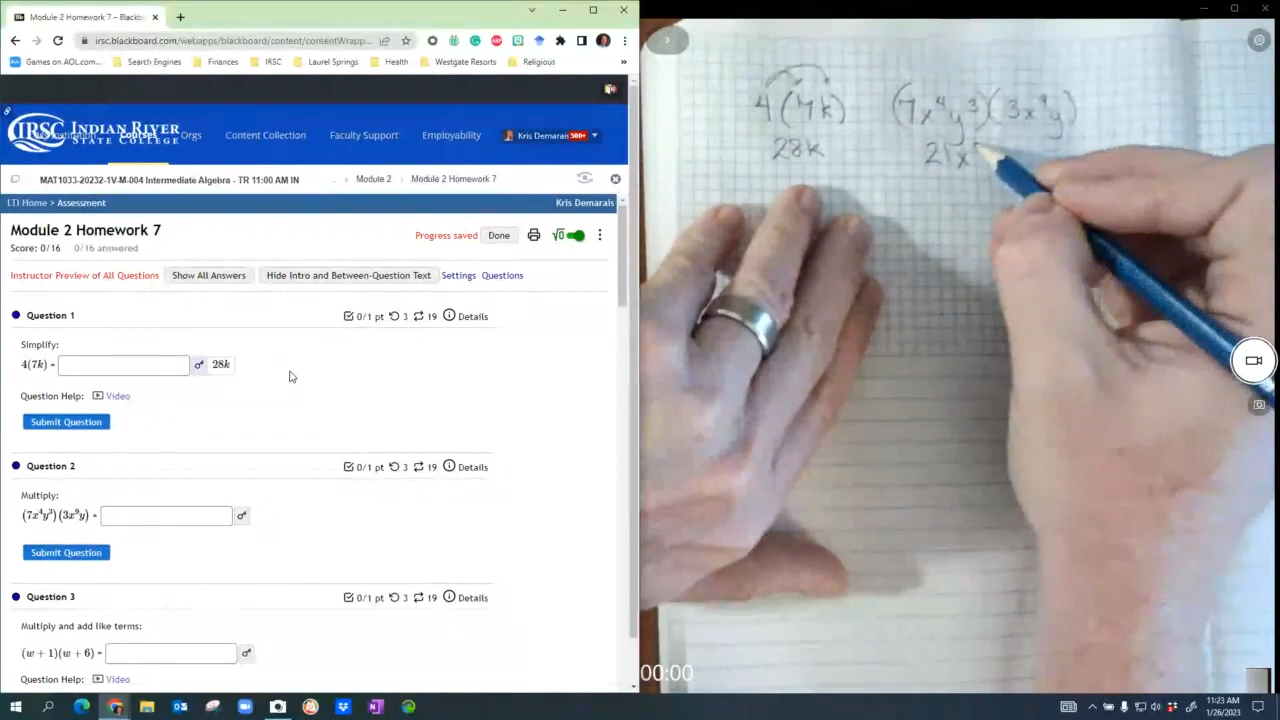 Module 2 Homework 7 – Blackbo
irsc.blackboard.com/webapps/blackboard/content/contentWrapp...
Games on AOL.com...
Search Engines
Finances
IRSC
Laurel Springs
Health
Westgate Resorts
Religious
IRSC INDIAN RIVER STATE COLLEGE
Courses
Orgs
Content Collection
Faculty Support
Employability
Kris Demarais 500+
MAT1033-20232-1V-M-004 Intermediate Algebra - TR 11:00 AM IN
...
Module 2
Module 2 Homework 7
LTI Home > Assessment
Kris Demarais
Module 2 Homework 7
Score: 0/16 0/16 answered
Progress saved
Done
√0
Instructor Preview of All Questions
Show All Answers
Hide Intro and Between-Question Text
Settings
Questions
Question 1
0/1 pt 3 19 Details
Simplify:
4(7k) = 28k
Question Help: Video
Submit Question
Question 2
0/1 pt 3 19 Details
Multiply:
(7x⁴y³)(3x⁹y) =
Submit Question
Question 3
0/1 pt 3 19 Details
Multiply and add like terms:
(w + 1)(w + 6) =
Question Help: Video
4(7k)
28k
(7x⁴y³)(3x⁹y)
21x
00:00
11:23 AM
1/26/2023